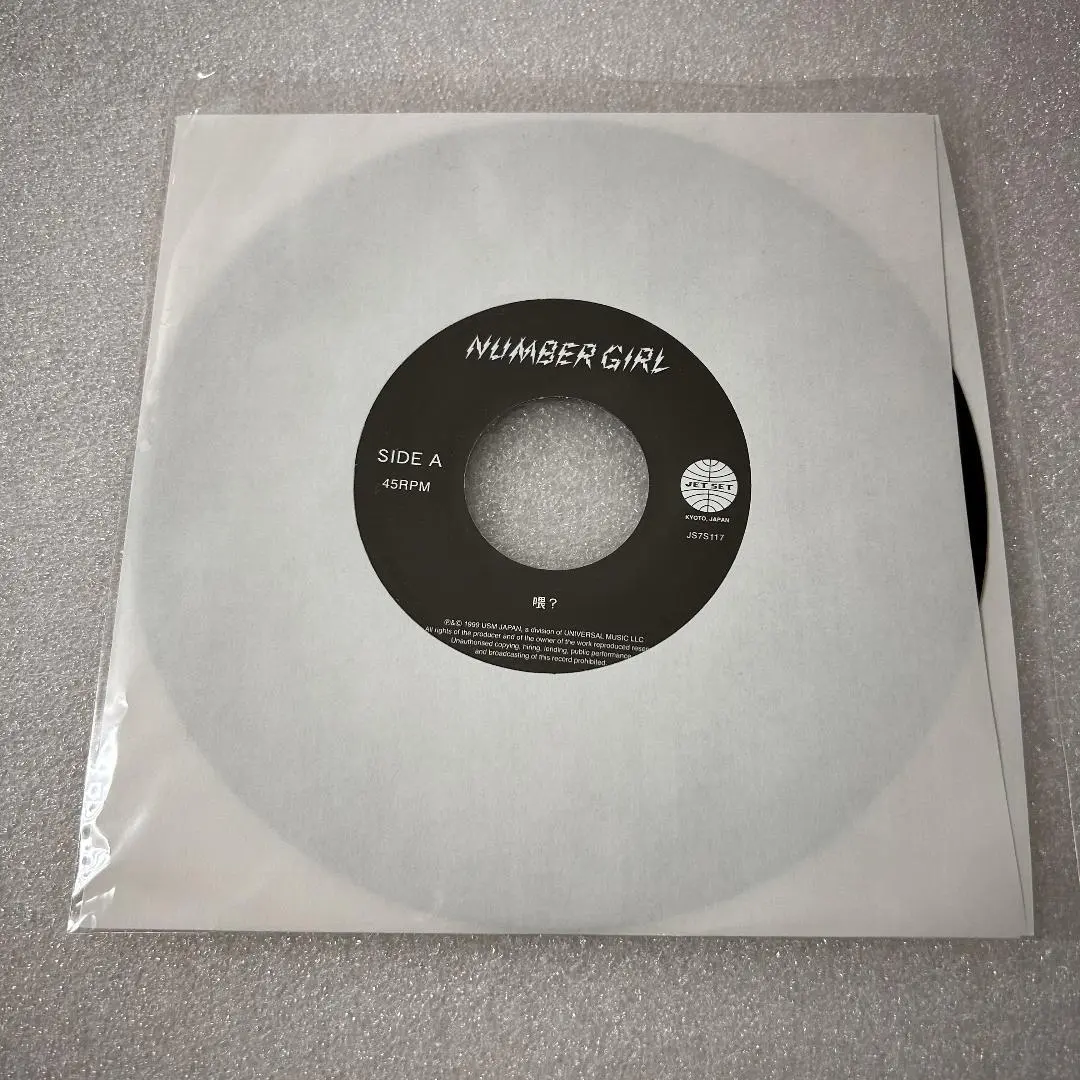 NUMBER GIRL
SIDE A
45RPM
JET SET
KYOTO, JAPAN
JS7S117
喂？
℗&© 1999 USM JAPAN, a division of UNIVERSAL MUSIC LLC
All rights of the producer and of the owner of the work reproduced reser
Unauthorised copying, hiring, lending, public performance
and broadcasting of this record prohibited.